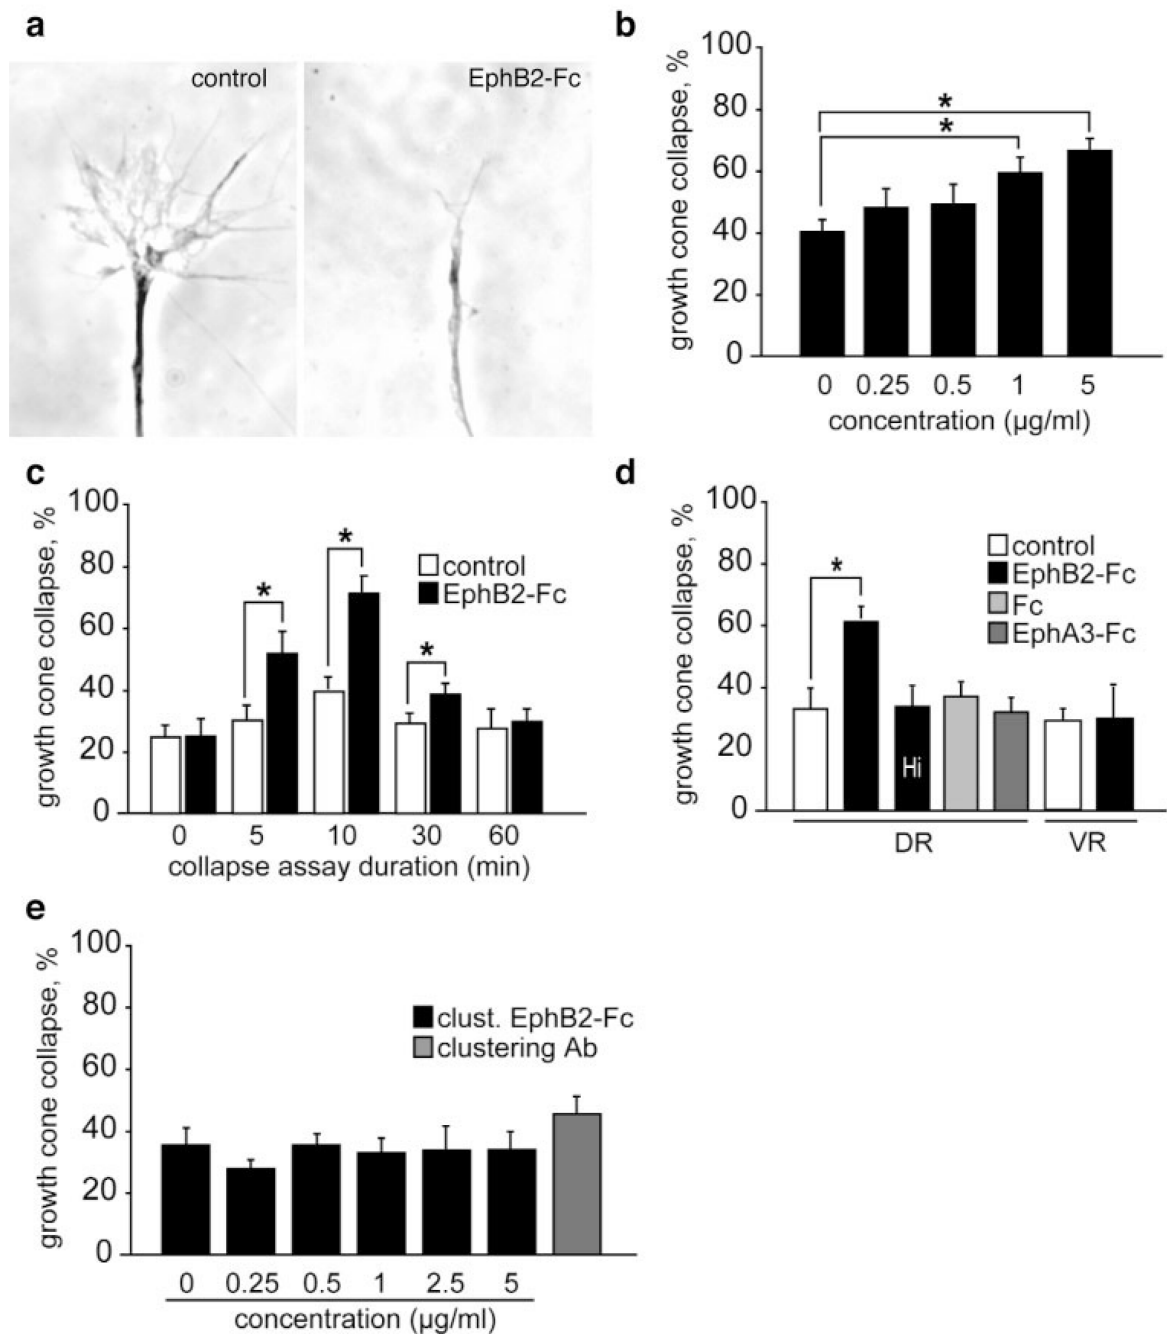 a
control
EphB2-Fc
b
growth cone collapse, %
100
80
60
40
20
0
*
*
0 0.25 0.5 1 5
concentration (µg/ml)
c
growth cone collapse, %
100
80
60
40
20
0
*
*
*
control
EphB2-Fc
0 5 10 30 60
collapse assay duration (min)
d
growth cone collapse, %
100
80
60
40
20
0
*
control
EphB2-Fc
Fc
EphA3-Fc
Hi
DR VR
e
growth cone collapse, %
100
80
60
40
20
0
clust. EphB2-Fc
clustering Ab
0 0.25 0.5 1 2.5 5
concentration (µg/ml)